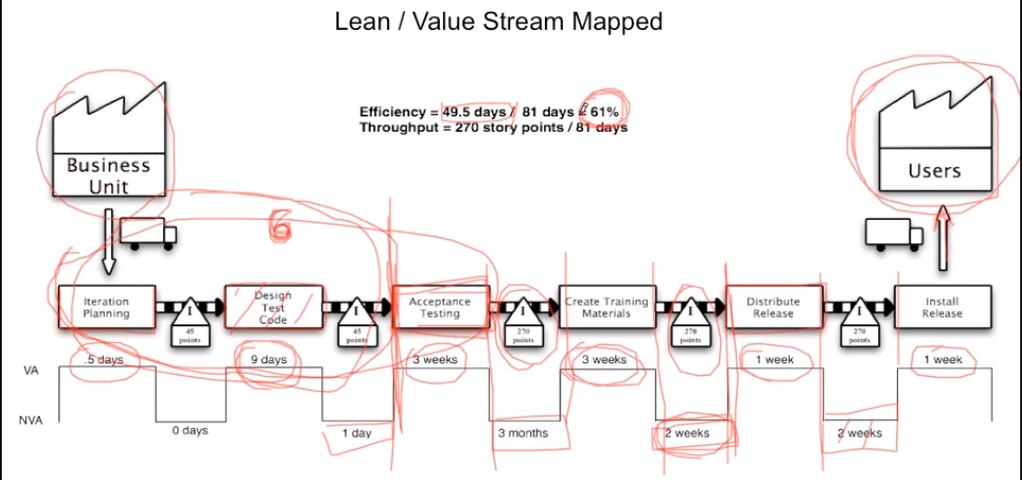 Lean / Value Stream Mapped
Efficiency = 49.5 days / 81 days = 61%
Throughput = 270 story points / 81 days
Business
Unit
Users
6
Iteration
Planning
I
45
points
Design
Test
Code
I
45
points
Acceptance
Testing
I
270
points
Create Training
Materials
I
270
points
Distribute
Release
I
270
points
Install
Release
VA
.5 days
9 days
3 weeks
3 weeks
1 week
1 week
NVA
0 days
1 day
3 months
2 weeks
2 weeks